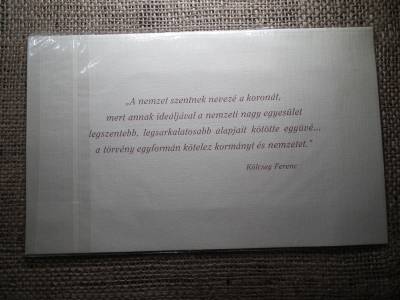 „A nemzet szentnek nevezé a koronát,
mert annak ideáljával a nemzeti nagy egyesület
legszentebb, legsarkalatosabb alapjait kötötte együvé...
a törvény egyformán kötelez kormányt és nemzetet.”
Kölcsey Ferenc